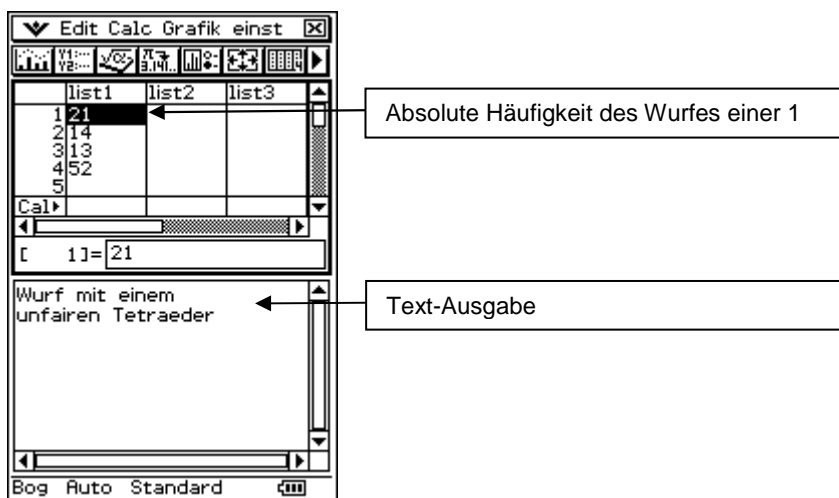 Edit Calc Grafik einst
list1 list2 list3
1 21
2 14
3 13
4 52
5
Cal
[ 1]= 21
Wurf mit einem
unfairen Tetraeder
Bog Auto Standard
Absolute Häufigkeit des Wurfes einer 1
Text-Ausgabe